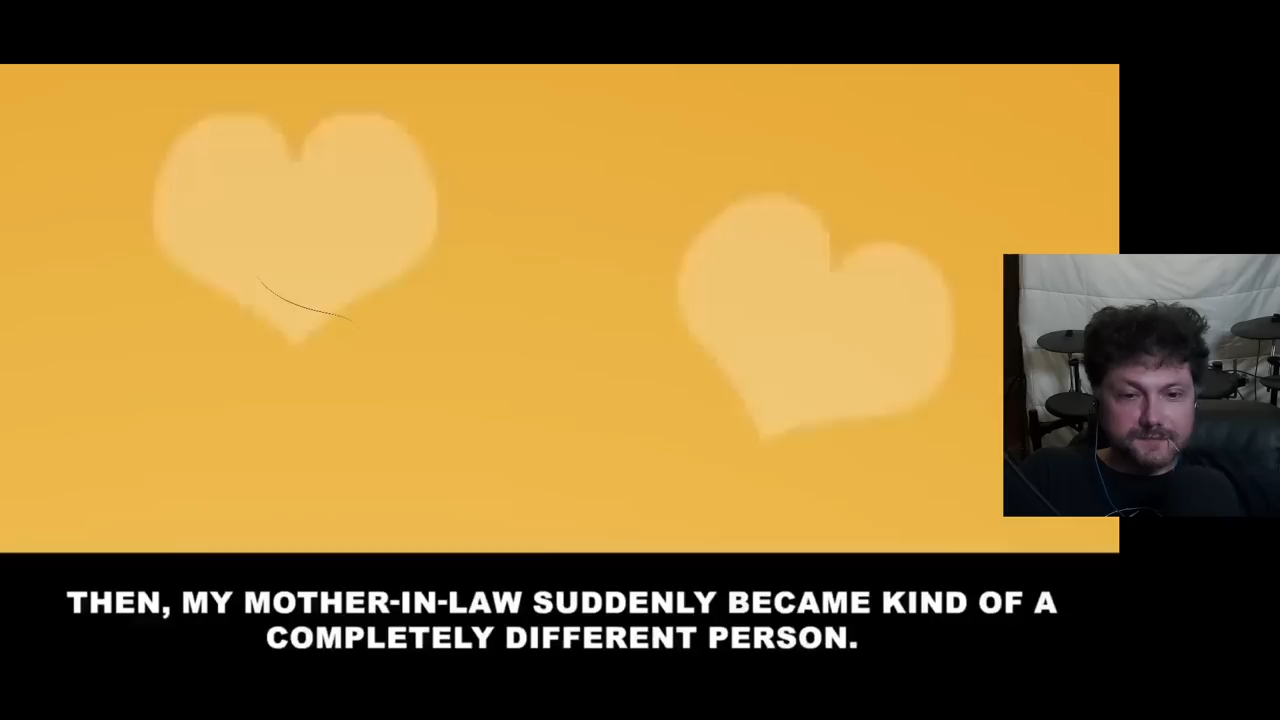 THEN, MY MOTHER-IN-LAW SUDDENLY BECAME KIND OF A
COMPLETELY DIFFERENT PERSON.